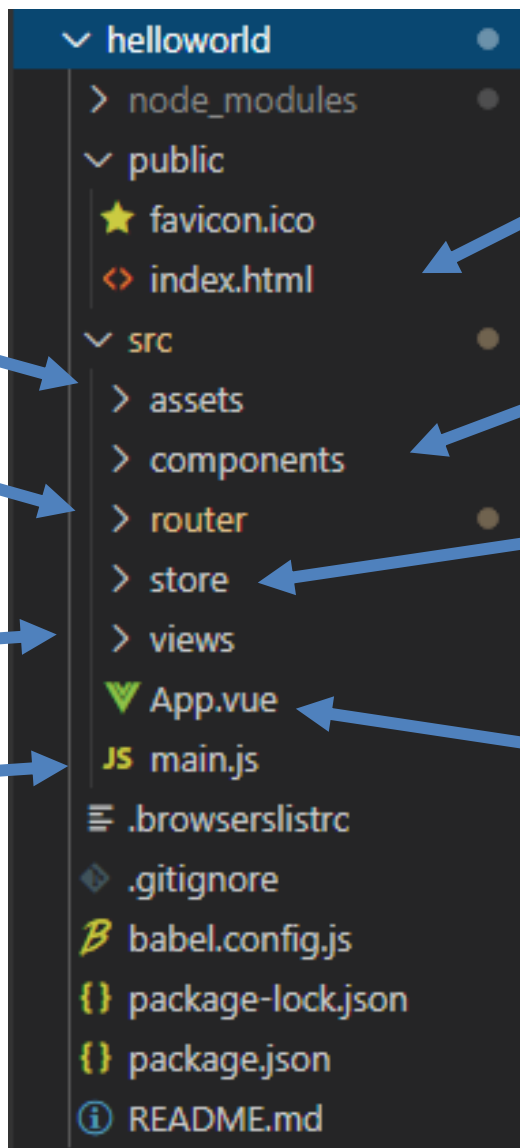 helloworld
node_modules
public
favicon.ico
<> index.html
src
assets
components
router
store
views
App.vue
JS main.js
.browserslistrc
.gitignore
B babel.config.js
{} package-lock.json
{} package.json
README.md